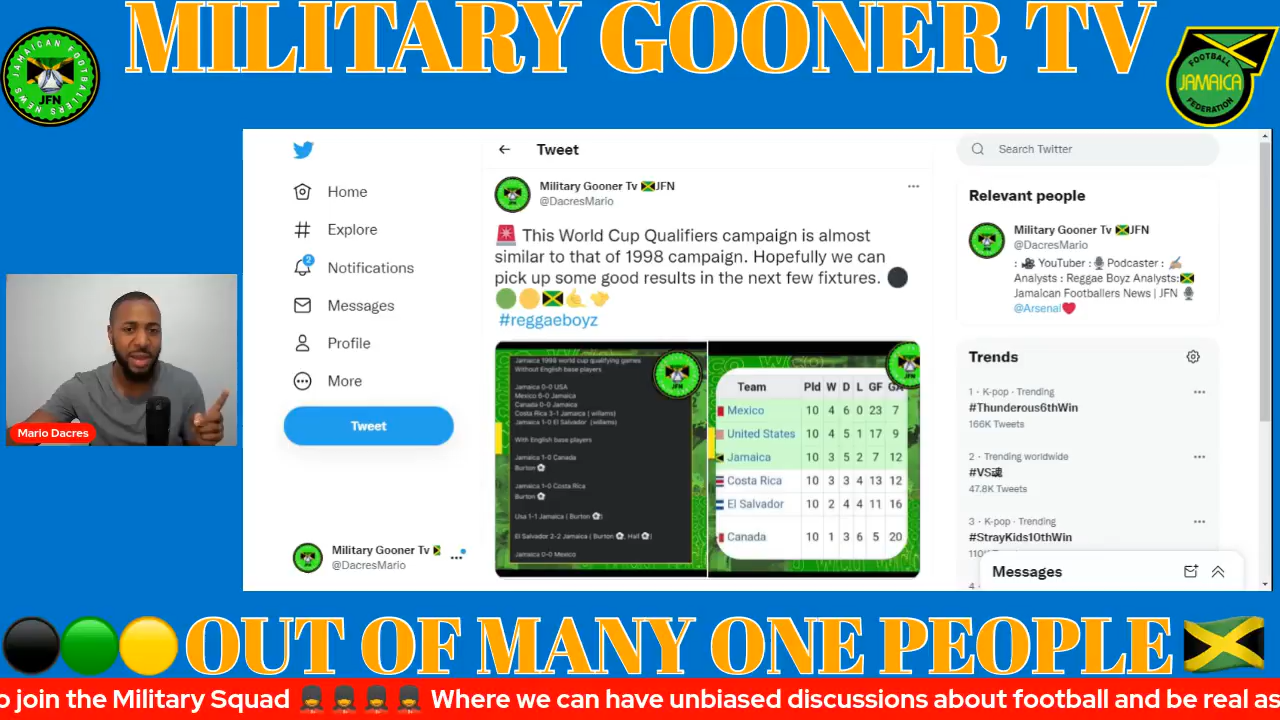 MILITARY GOONER TV
JAMAICAN FOOTBALLERS NEWS
JFN
FOOTBALL
JAMAICA
FEDERATION
Tweet
Search Twitter
Home
Explore
2
Notifications
Messages
Profile
More
Tweet
Military Gooner Tv
@DacresMario
Military Gooner Tv 🇯🇲JFN
@DacresMario
🚨 This World Cup Qualifiers campaign is almost
similar to that of 1998 campaign. Hopefully we can
pick up some good results in the next few fixtures. ⚫
🟢🟡🇯🇲
#reggaeboyz
Jamaica 1998 world cup qualifying games
Without English base players
Jamaica 0-0 USA
Mexico 6-0 Jamaica
Canada 0-0 Jamaica
Costa Rica 3-1 Jamaica ( willams)
Jamaica 1-0 El Salvador (willams)
With English base players
Jamaica 1-0 Canada
Burton ⚽
Jamaica 1-0 Costa Rica
Burton ⚽
Usa 1-1 Jamaica ( Burton ⚽)
El Salvador 2-2 Jamaica ( Burton ⚽, Hall ⚽)
Jamaica 0-0 Mexico
Team Pld W D L GF GA
Mexico 10 4 6 0 23 7
United States 10 4 5 1 17 9
Jamaica 10 3 5 2 7 12
Costa Rica 10 3 3 4 13 12
El Salvador 10 2 4 4 11 16
Canada 10 1 3 6 5 20
Relevant people
Military Gooner Tv 🇯🇲JFN
@DacresMario
: 🎥 YouTuber :🎙Podcaster : ✍🏽
Analysts : Reggae Boyz Analysts:🇯🇲
Jamaican Footballers News | JFN 🎙
@Arsenal❤️
Trends
1 · K-pop · Trending
#Thunderous6thWin
166K Tweets
2 · Trending worldwide
#VS魂
47.8K Tweets
3 · K-pop · Trending
#StrayKids10thWin
Messages
Mario Dacres
⚫🟢🟡OUT OF MANY ONE PEOPLE🇯🇲
o join the Military Squad 💂🏿💂🏿💂🏿💂🏿 Where we can have unbiased discussions about football and be real as